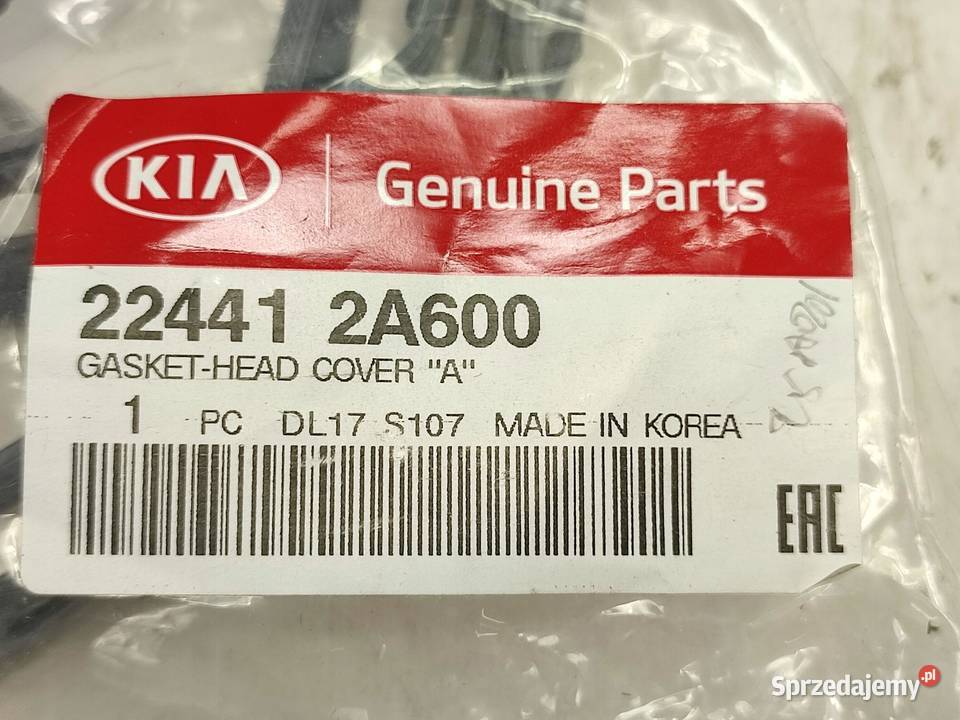 KIA Genuine Parts
22441 2A600
GASKET-HEAD COVER "A"
1 PC DL17 S107 MADE IN KOREA
EAC
Sprzedajemy.pl